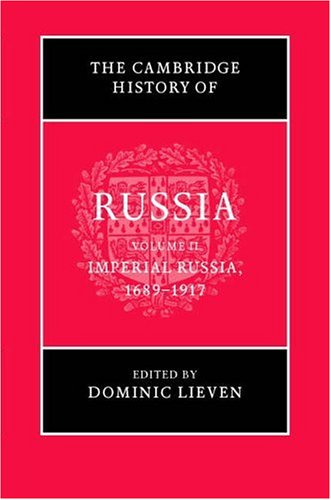 THE CAMBRIDGE
HISTORY OF
RUSSIA
VOLUME II
IMPERIAL RUSSIA,
1689–1917
EDITED BY
DOMINIC LIEVEN